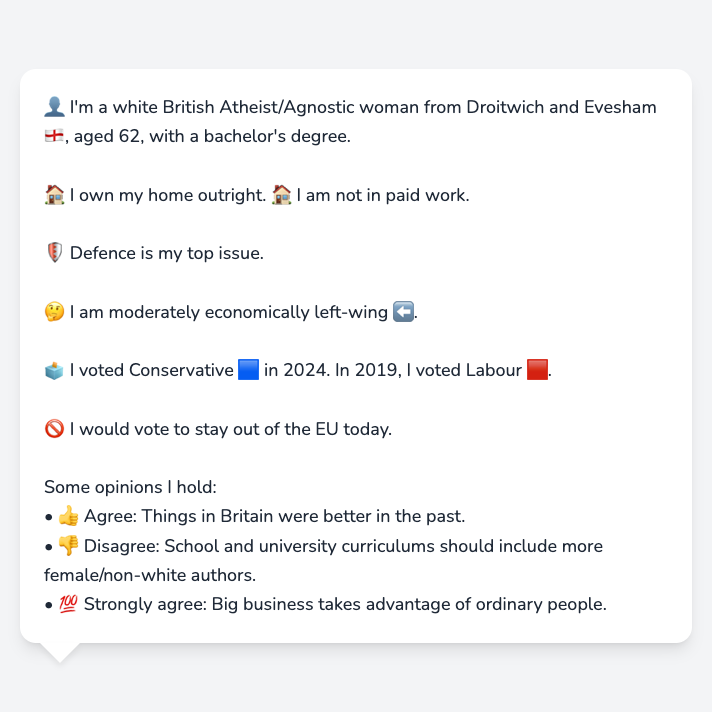 👤 I'm a white British Atheist/Agnostic woman from Droitwich and Evesham
🏴󠁧󠁢󠁥󠁮󠁧󠁿, aged 62, with a bachelor's degree.
🏠 I own my home outright. 🏠 I am not in paid work.
🛡️ Defence is my top issue.
🤔 I am moderately economically left-wing ⬅️.
🗳️ I voted Conservative 🟦 in 2024. In 2019, I voted Labour 🟥.
🚫 I would vote to stay out of the EU today.
Some opinions I hold:
• 👍 Agree: Things in Britain were better in the past.
• 👎 Disagree: School and university curriculums should include more
female/non-white authors.
• 💯 Strongly agree: Big business takes advantage of ordinary people.